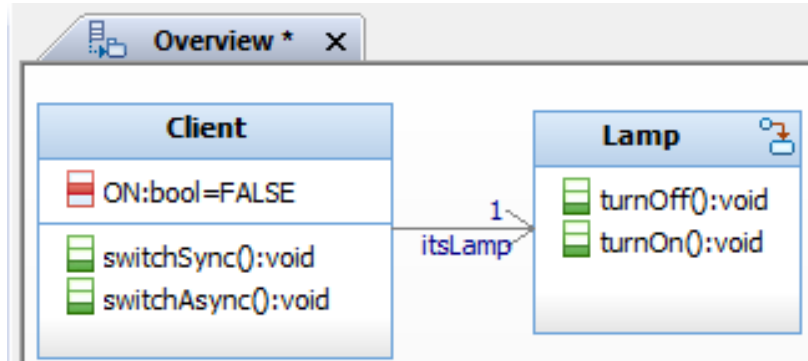 Overview *
Client
ON:bool=FALSE
switchSync():void
switchAsync():void
1
itsLamp
Lamp
turnOff():void
turnOn():void